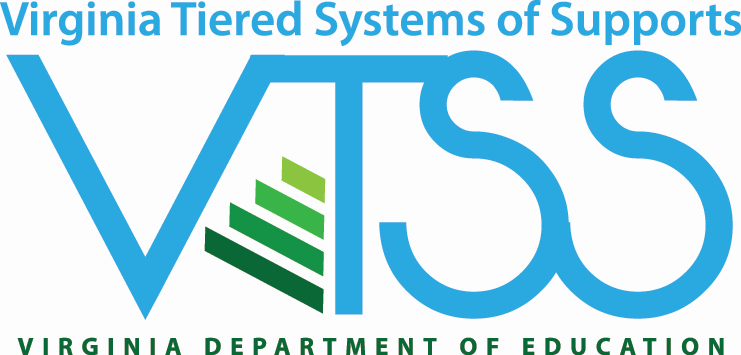 Virginia Tiered Systems of Supports
VTSS
VIRGINIA DEPARTMENT OF EDUCATION